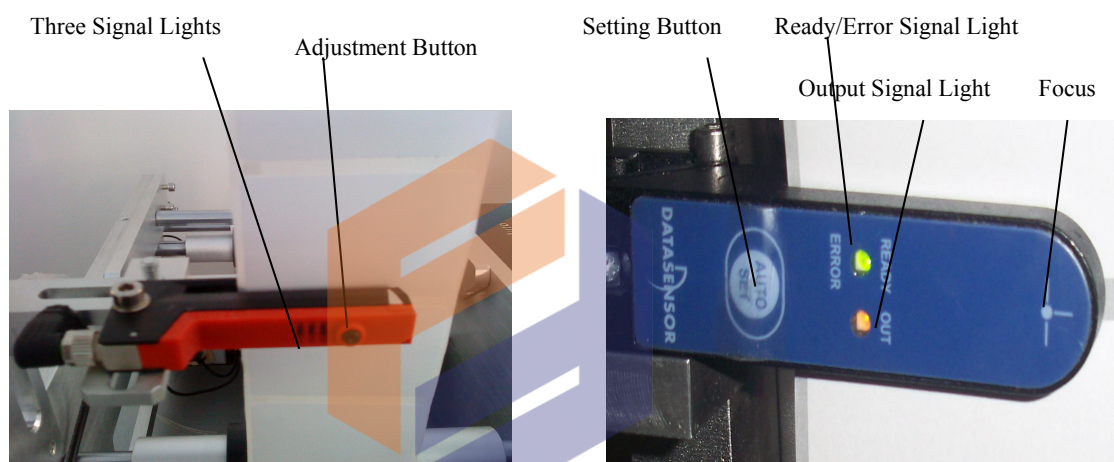 Three Signal Lights
Adjustment Button
Setting Button
Ready/Error Signal Light
Output Signal Light
Focus
DATASENSOR
AUTO
SET
READY
ERROR
OUT